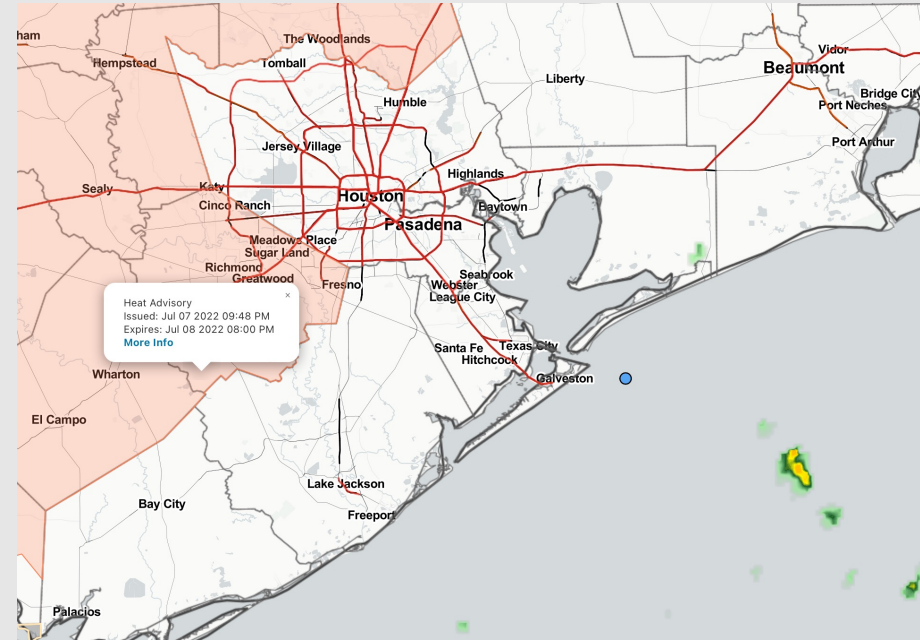 ham
The Woodlands
Vidor
Hempstead
Tomball
Beaumont
Liberty
Bridge City
Humble
Port Neches
Jersey Village
Port Arthur
Highlands
Sealy
Katy
Houston
Cinco Ranch
Baytown
Pasadena
Meadows Place
Sugar Land
Richmond
Seabrook
Greatwood
Fresno
Webster
League City
×
Heat Advisory
Issued: Jul 07 2022 09:48 PM
Expires: Jul 08 2022 08:00 PM
More Info
Santa Fe
Texas City
Hitchcock
Wharton
Galveston
El Campo
Lake Jackson
Bay City
Freeport
Palacios